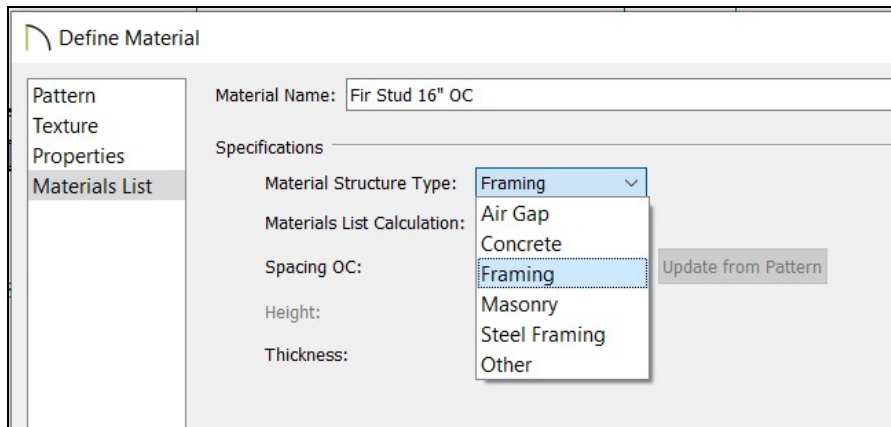 Define Material
Pattern
Texture
Properties
Materials List
Material Name: Fir Stud 16" OC
Specifications
Material Structure Type: Framing
Materials List Calculation:
Spacing OC:
Height:
Thickness:
Air Gap
Concrete
Framing
Masonry
Steel Framing
Other
Update from Pattern